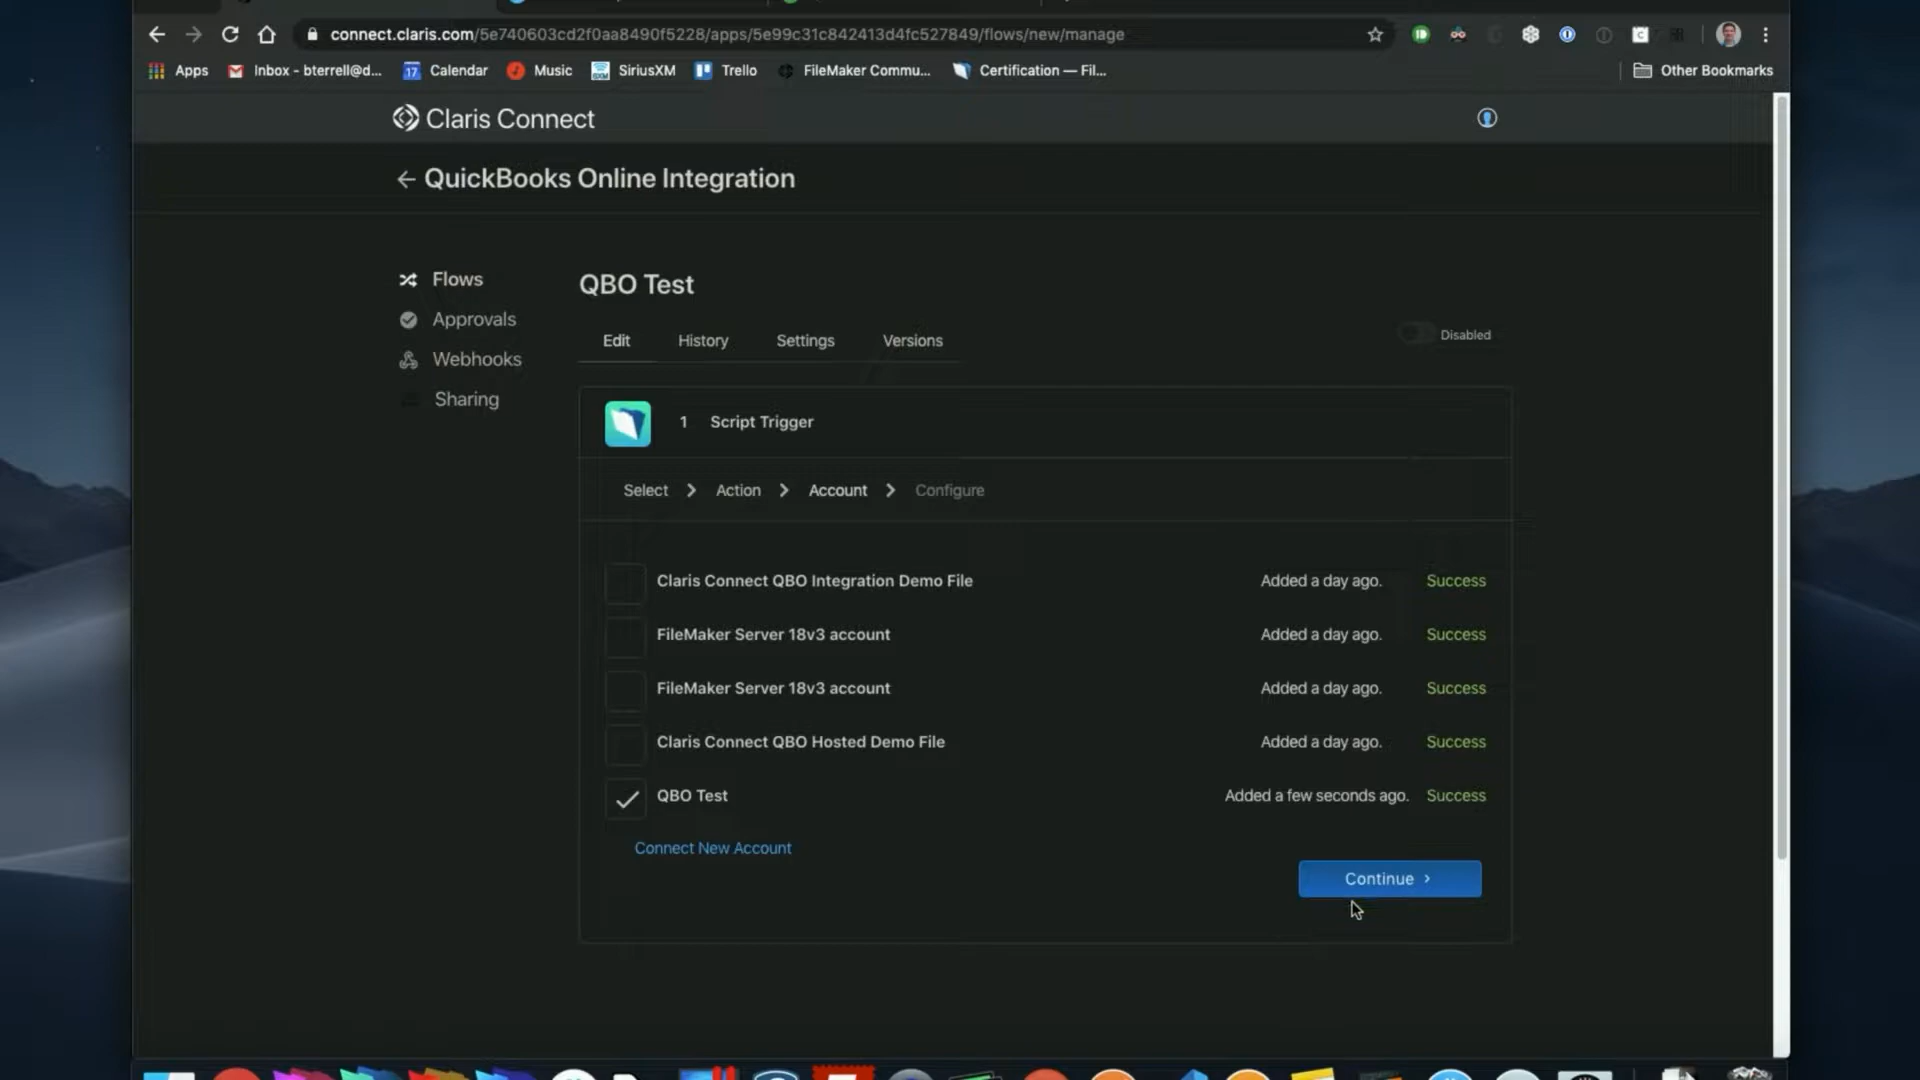 connect.claris.com/5e740603cd2f0aa8490f5228/apps/5e99c31c842413d4fc527849/flows/new/manage
Apps Inbox - bterrell@d... 17 Calendar Music SiriusXM Trello FileMaker Commu... Certification — Fil... Other Bookmarks
Claris Connect
QuickBooks Online Integration
Flows
Approvals
Webhooks
Sharing
QBO Test
Edit History Settings Versions Disabled
1 Script Trigger
Select Action Account Configure
Claris Connect QBO Integration Demo File Added a day ago. Success
FileMaker Server 18v3 account Added a day ago. Success
FileMaker Server 18v3 account Added a day ago. Success
Claris Connect QBO Hosted Demo File Added a day ago. Success
QBO Test Added a few seconds ago. Success
Connect New Account
Continue